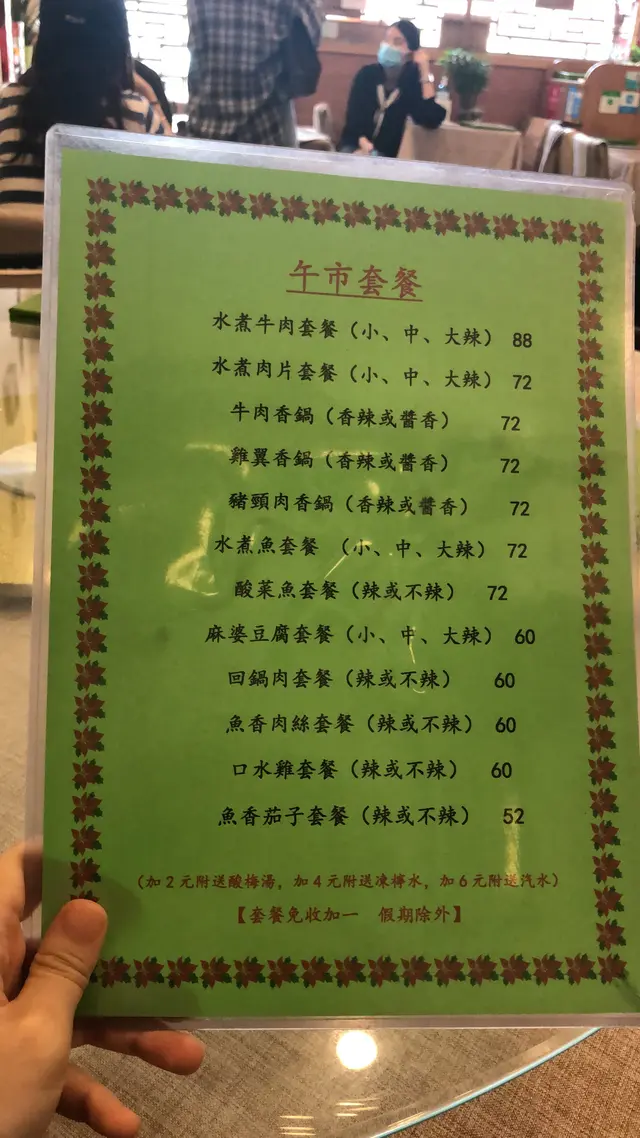 午市套餐
水煮牛肉套餐（小、中、大辣） 88
水煮肉片套餐（小、中、大辣） 72
牛肉香鍋（香辣或醬香） 72
雞翼香鍋（香辣或醬香） 72
豬頸肉香鍋（香辣或醬香） 72
水煮魚套餐 （小、中、大辣） 72
酸菜魚套餐（辣或不辣） 72
麻婆豆腐套餐（小、中、大辣） 60
回鍋肉套餐（辣或不辣） 60
魚香肉絲套餐（辣或不辣） 60
口水雞套餐（辣或不辣） 60
魚香茄子套餐（辣或不辣） 52
（加2元附送酸梅湯，加4元附送凍檸水，加6元附送汽水）
【套餐免收加一 假期除外】